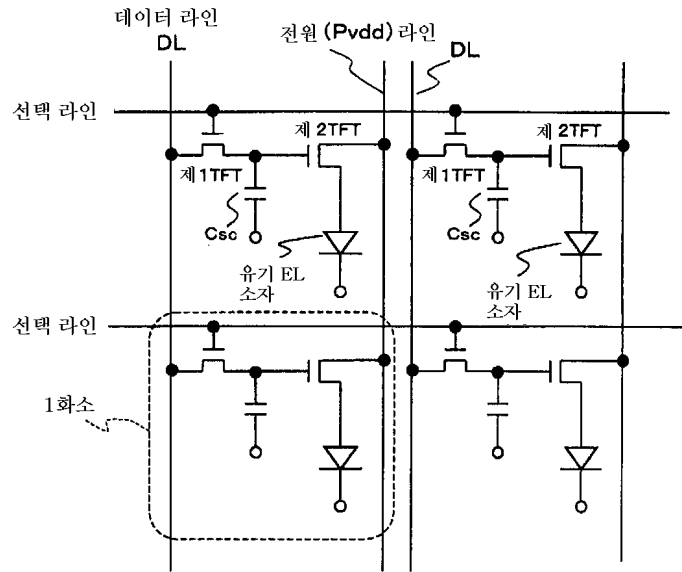 데이터 라인
DL
전원 (Pvdd) 라인
DL
선택 라인
제 2TFT
제 2TFT
제 1TFT
제 1TFT
Csc
Csc
유기 EL
소자
유기 EL
소자
선택 라인
1화소